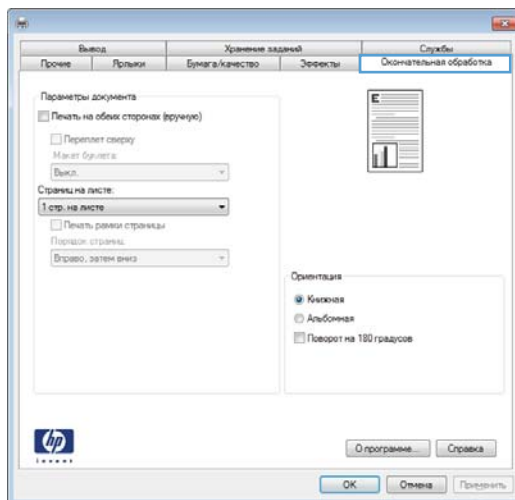 Вывод Хранение заданий Службы
Прочие Ярлыки Бумага/качество Эффекты Окончательная обработка
Параметры документа
Печать на обеих сторонах (вручную)
Переплет сверху
Макет буклета:
Выкл.
Страниц на листе:
1 стр. на листе
Печать рамки страницы
Порядок страниц:
Вправо, затем вниз
E
Ориентация
Книжная
Альбомная
Поворот на 180 градусов
hp
invent
О программе... Справка
OK Отмена Применить